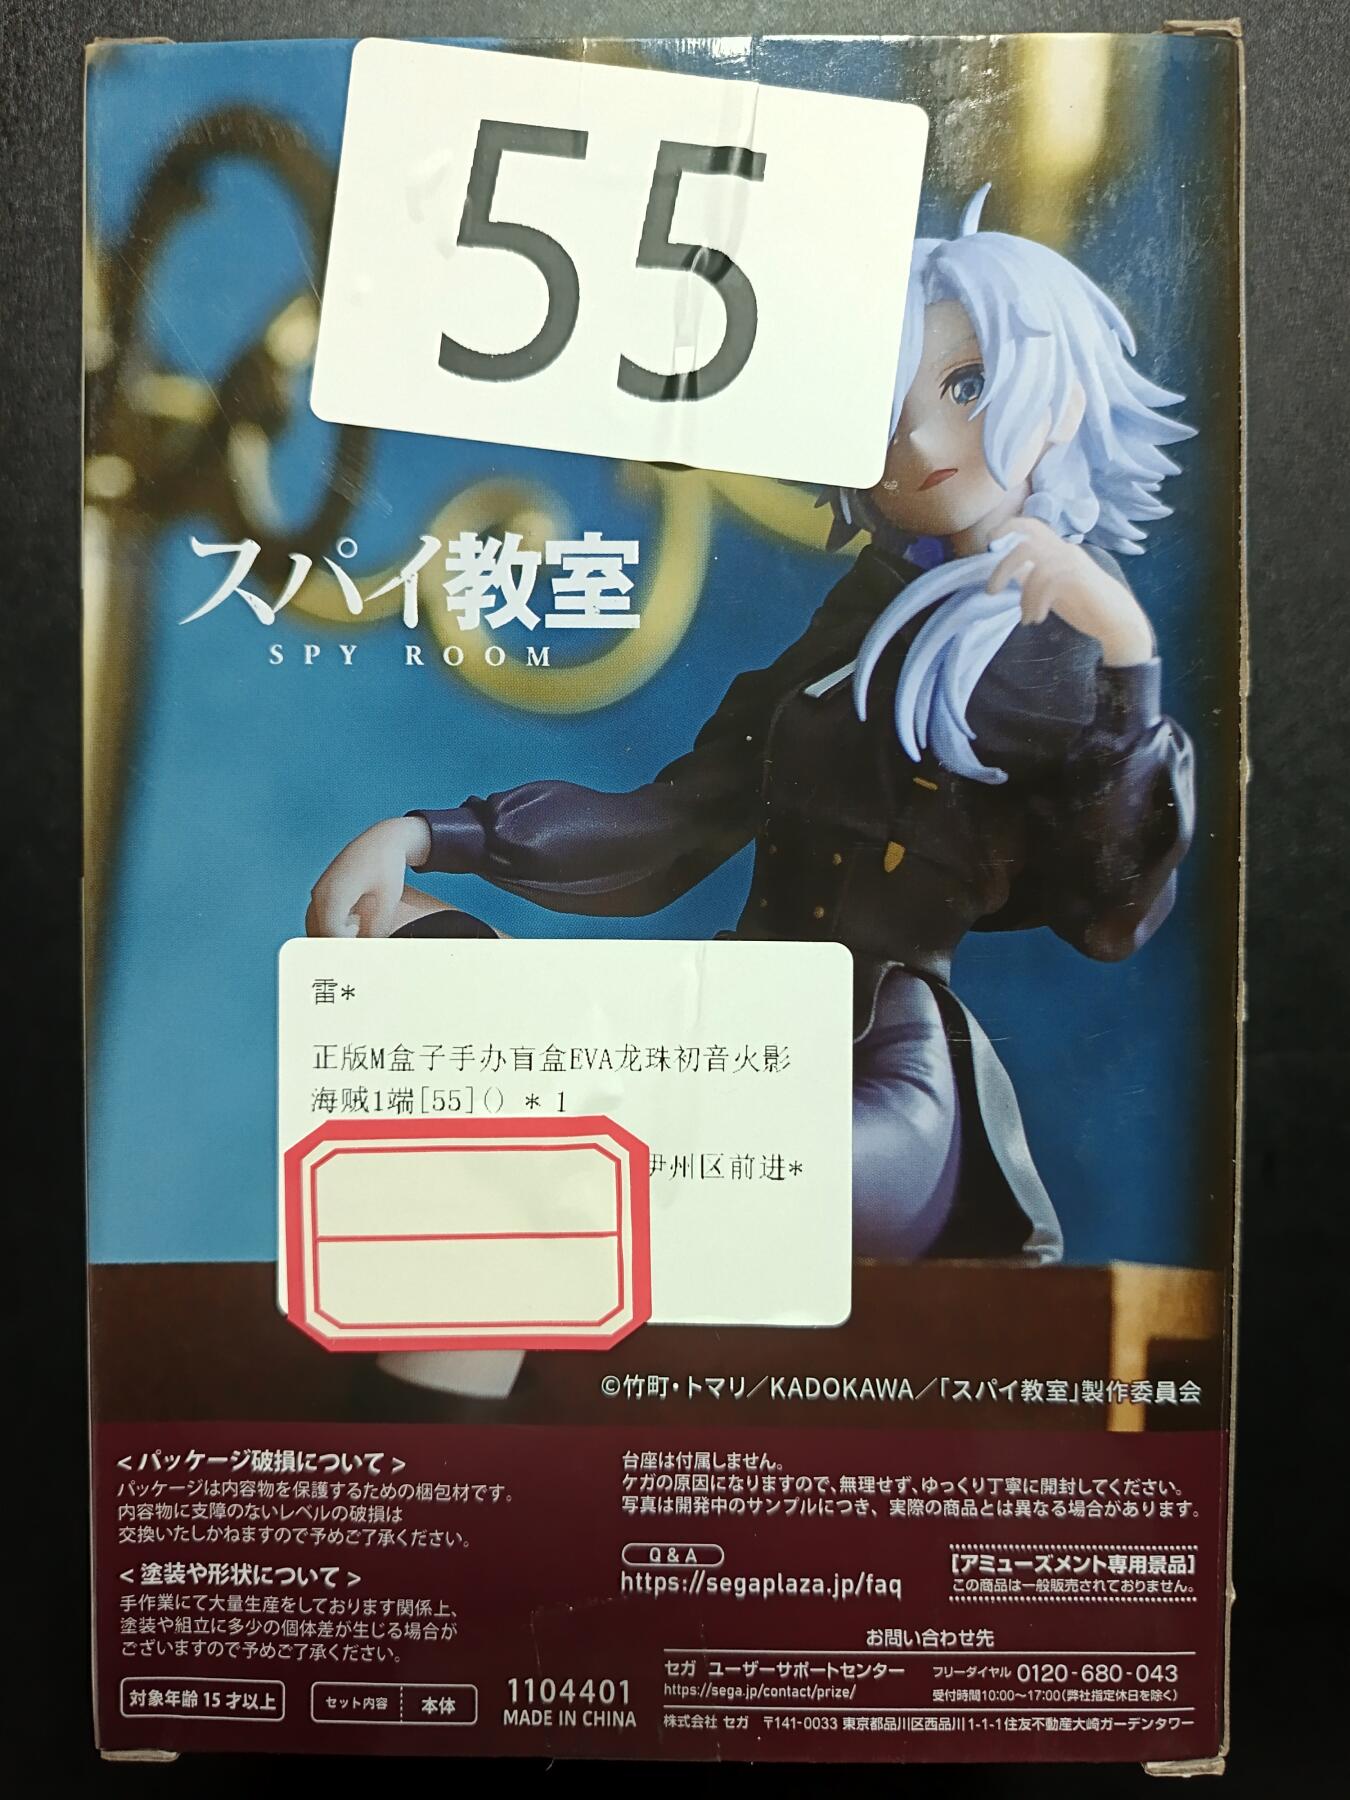 55
スパイ教室
SPY ROOM
雷*
正版M盒子手办盲盒EVA龙珠初音火影
海贼1端[55]() * 1
伊州区前进*
©竹町・トマリ／KADOKAWA／「スパイ教室」製作委員会
< パッケージ破損について >
パッケージは内容物を保護するための梱包材です。
内容物に支障のないレベルの破損は
交換いたしかねますので予めご了承ください。
< 塗装や形状について >
手作業にて大量生産をしております関係上、
塗装や組立に多少の個体差が生じる場合が
ございますので予めご了承ください。
対象年齢15才以上
セット内容 本体
1104401
MADE IN CHINA
台座は付属しません。
ケガの原因になりますので、無理せず、ゆっくり丁寧に開封してください。
写真は開発中のサンプルにつき、実際の商品とは異なる場合があります。
Q & A
https://segaplaza.jp/faq
[アミューズメント専用景品]
この商品は一般販売されておりません。
お問い合わせ先
セガ ユーザーサポートセンター
https://sega.jp/contact/prize/
フリーダイヤル 0120-680-043
受付時間10:00〜17:00(弊社指定休日を除く)
株式会社 セガ 〒141-0033 東京都品川区西品川1-1-1住友不動産大崎ガーデンタワー